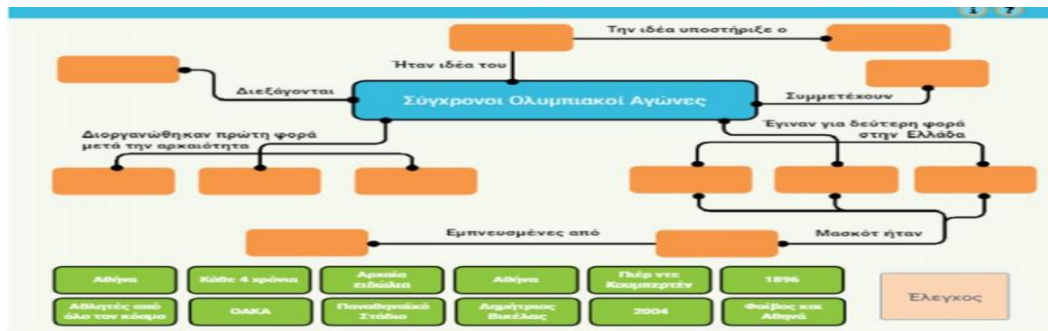 i ?
Την ιδέα υποστήριξε ο
Ήταν ιδέα του
Διεξάγονται
Σύγχρονοι Ολυμπιακοί Αγώνες
Συμμετέχουν
Διοργανώθηκαν πρώτη φορά
μετά την αρχαιότητα
Έγιναν για δεύτερη φορά
στην Ελλάδα
Εμπνευσμένες από
Μασκότ ήταν
Αθήνα
Κάθε 4 χρόνια
Αρχαία
ειδώλια
Αθήνα
Πιέρ ντε
Κουμπερτέν
1896
Αθλητές από
όλο τον κόσμο
ΟΑΚΑ
Παναθηναϊκό
Στάδιο
Δημήτριος
Βικέλας
2004
Φοίβος και
Αθηνά
Έλεγχος